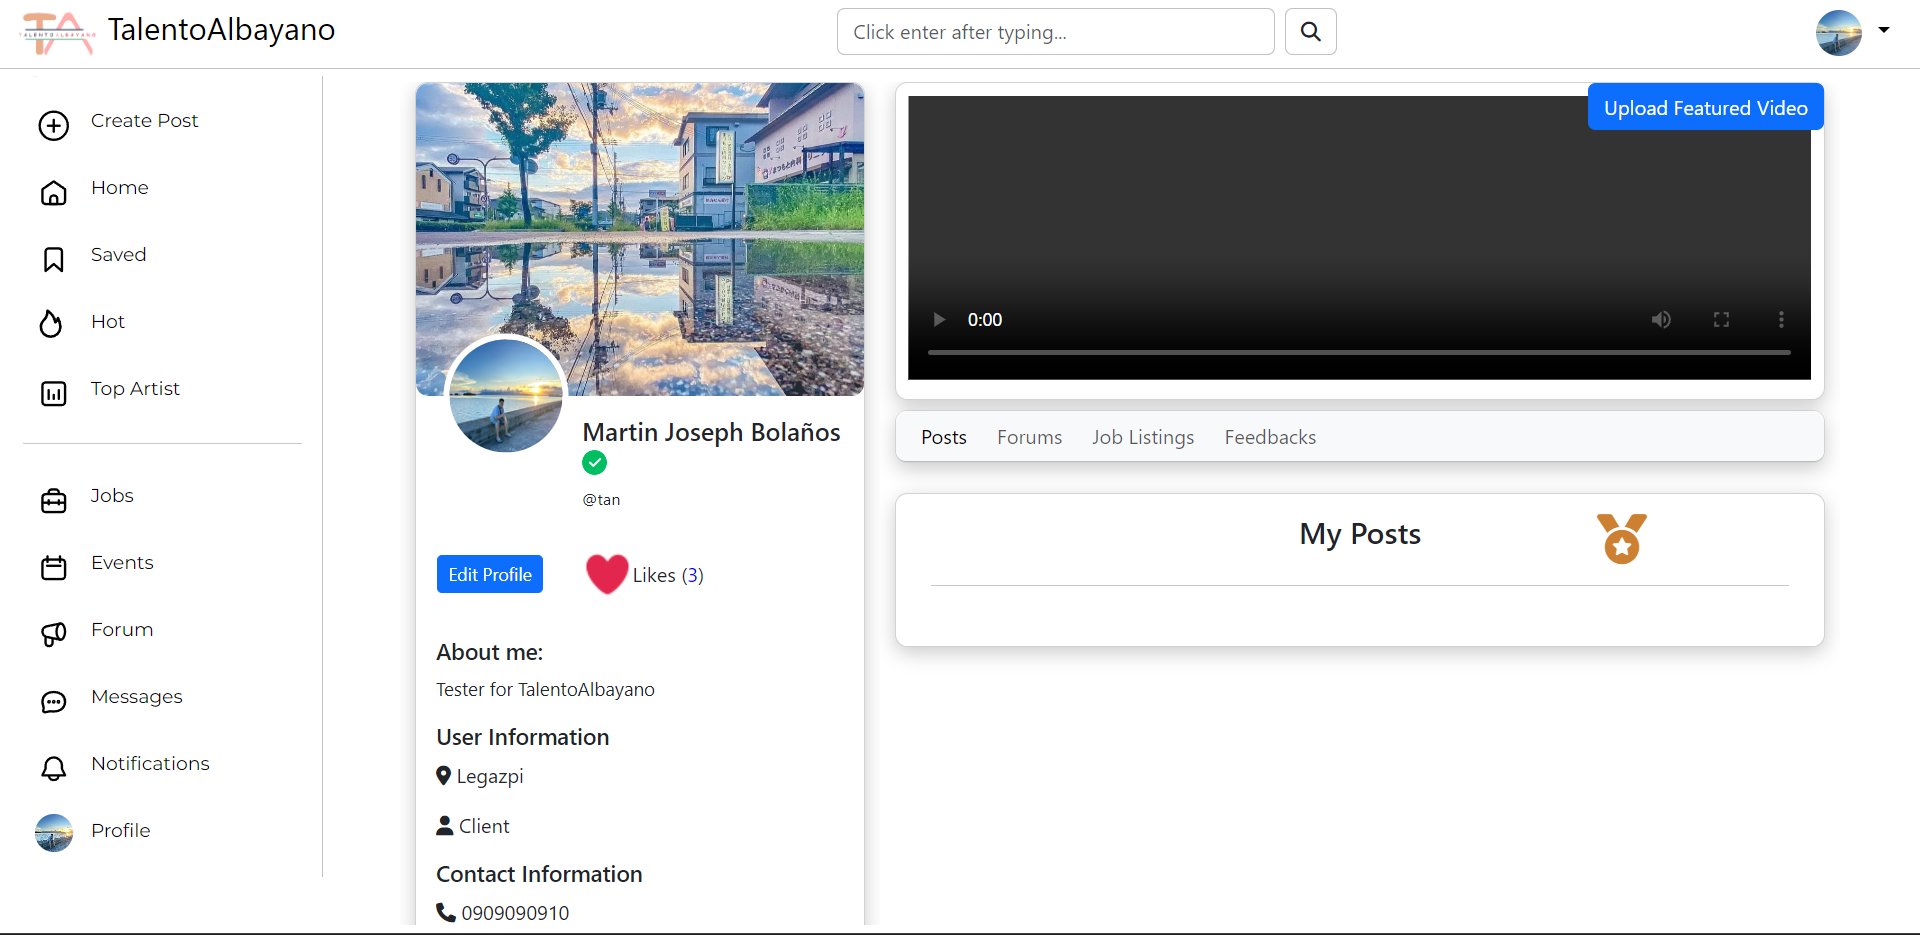 TA
TALENTOALBAYANO
TalentoAlbayano
Click enter after typing...
Create Post
Home
Saved
Hot
Top Artist
Jobs
Events
Forum
Messages
Notifications
Profile
Martin Joseph Bolaños
@tan
Edit Profile
Likes (3)
About me:
Tester for TalentoAlbayano
User Information
Legazpi
Client
Contact Information
0909090910
Upload Featured Video
0:00
Posts Forums Job Listings Feedbacks
My Posts